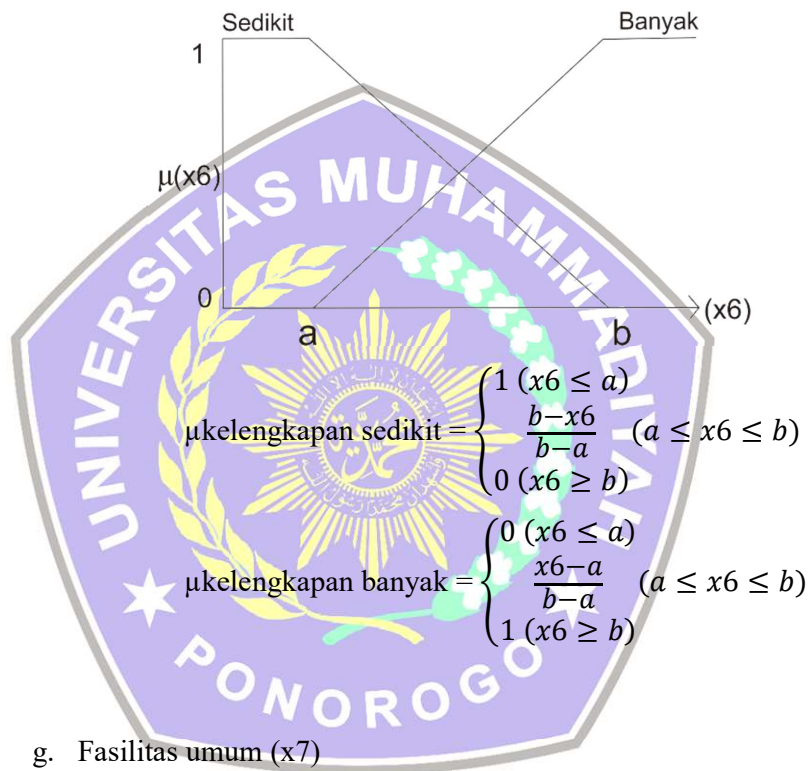 Sedikit Banyak
1
μ(x6)
0 (x6)
a b
UNIVERSITAS MUHAMMADIYAH
PONOROGO
μkelengkapan sedikit = { 1 (x6 ≤ a)
b−x6
b−a (a ≤ x6 ≤ b)
0 (x6 ≥ b)
μkelengkapan banyak = { 0 (x6 ≤ a)
x6−a
b−a (a ≤ x6 ≤ b)
1 (x6 ≥ b)
g. Fasilitas umum (x7)